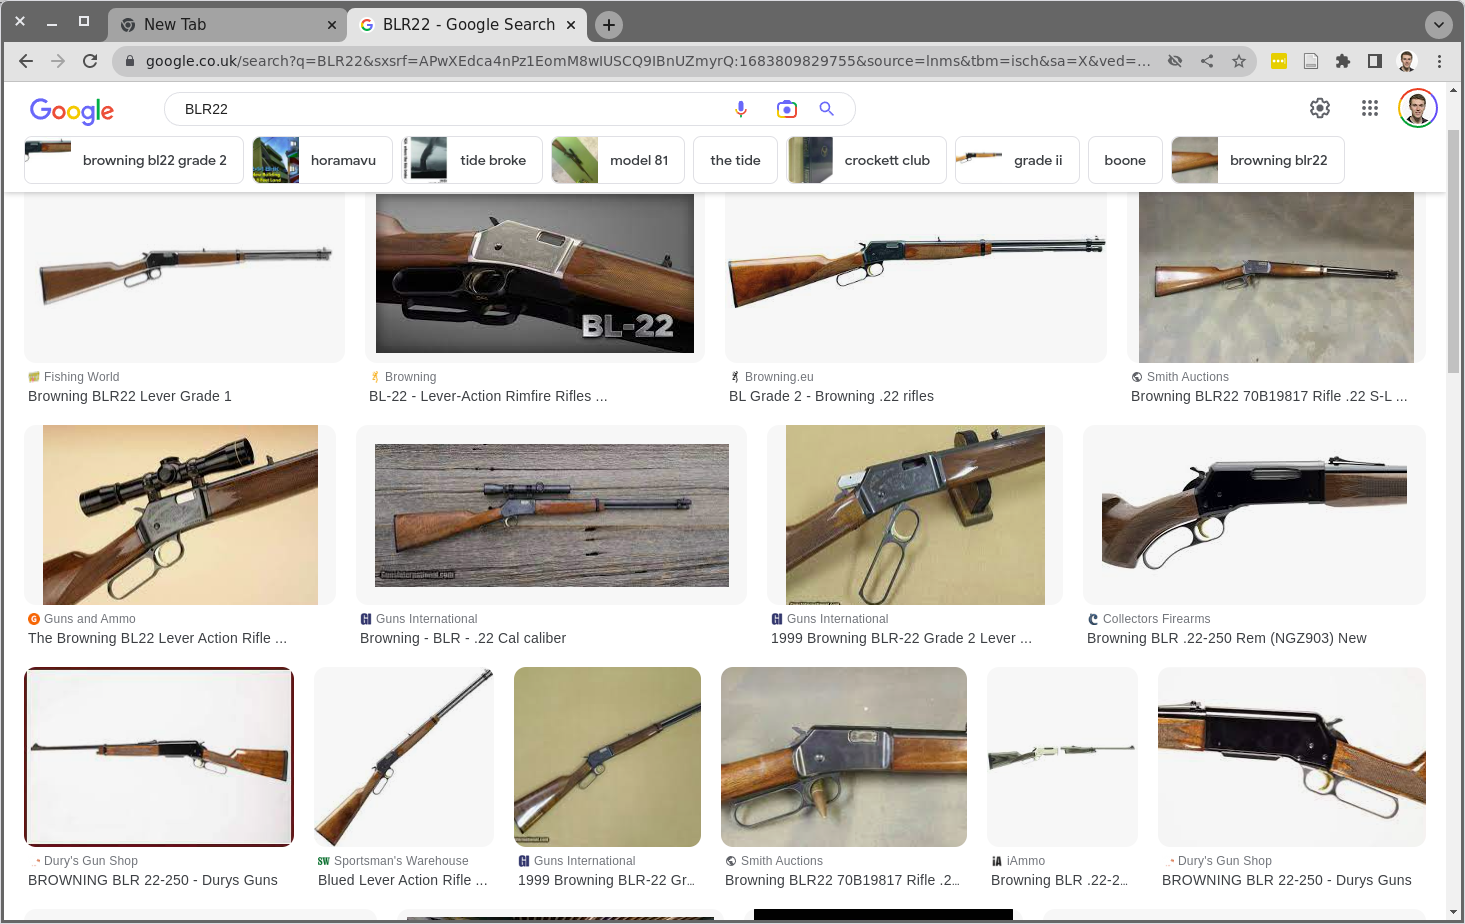 New Tab
BLR22 - Google Search
google.co.uk/search?q=BLR22&sxsrf=APwXEdca4nPz1EomM8wIUSCQ9IBnUZmyrQ:1683809829755&source=lnms&tbm=isch&sa=X&ved=...
Google
BLR22
browning bl22 grade 2
horamavu
tide broke
model 81
the tide
crockett club
grade ii
boone
browning blr22
BL-22
Fishing World
Browning BLR22 Lever Grade 1
Browning
BL-22 - Lever-Action Rimfire Rifles ...
Browning.eu
BL Grade 2 - Browning .22 rifles
Smith Auctions
Browning BLR22 70B19817 Rifle .22 S-L ...
GunsInternational.com
Guns and Ammo
The Browning BL22 Lever Action Rifle ...
Guns International
Browning - BLR - .22 Cal caliber
Guns International
1999 Browning BLR-22 Grade 2 Lever ...
Collectors Firearms
Browning BLR .22-250 Rem (NGZ903) New
Dury's Gun Shop
BROWNING BLR 22-250 - Durys Guns
SW Sportsman's Warehouse
Blued Lever Action Rifle ...
Guns International
1999 Browning BLR-22 Gr...
Smith Auctions
Browning BLR22 70B19817 Rifle .2...
iA iAmmo
Browning BLR .22-2...
Dury's Gun Shop
BROWNING BLR 22-250 - Durys Guns